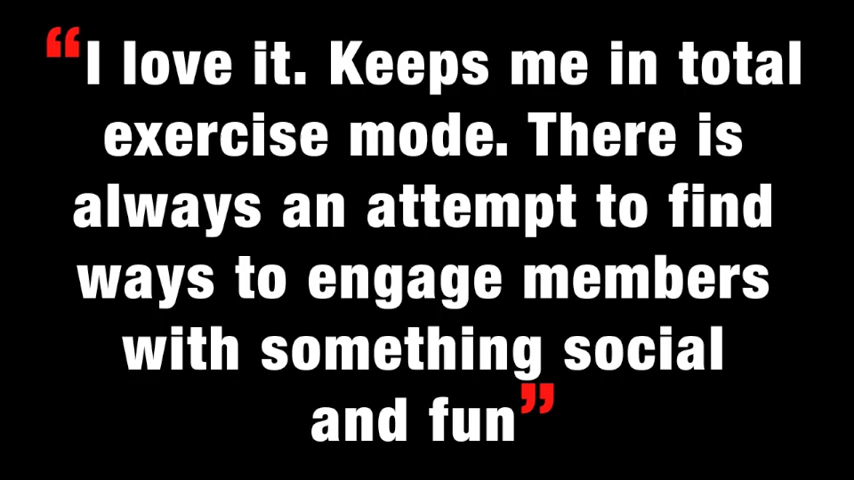 “I love it. Keeps me in total
exercise mode. There is
always an attempt to find
ways to engage members
with something social
and fun”